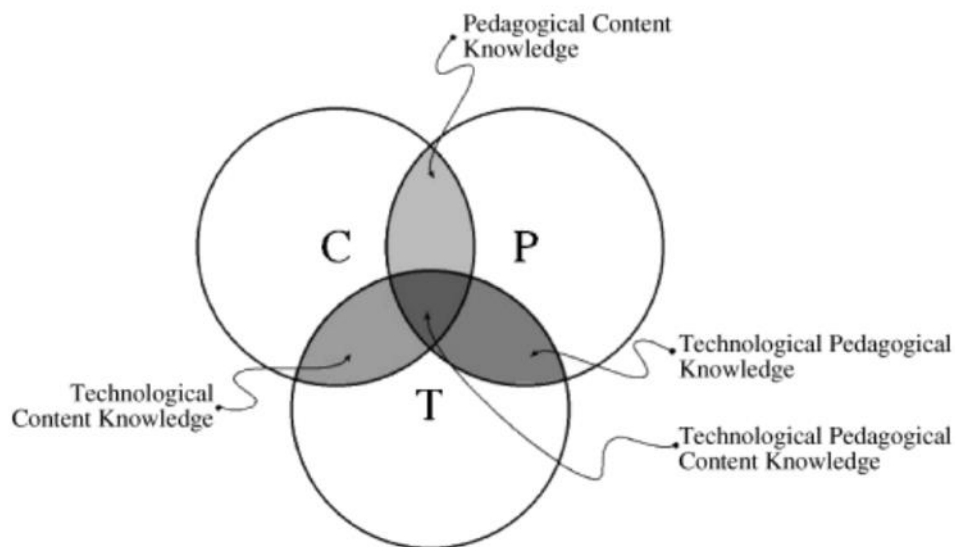 Pedagogical Content
Knowledge
C
P
Technological Pedagogical
Knowledge
Technological
Content Knowledge
T
Technological Pedagogical
Content Knowledge